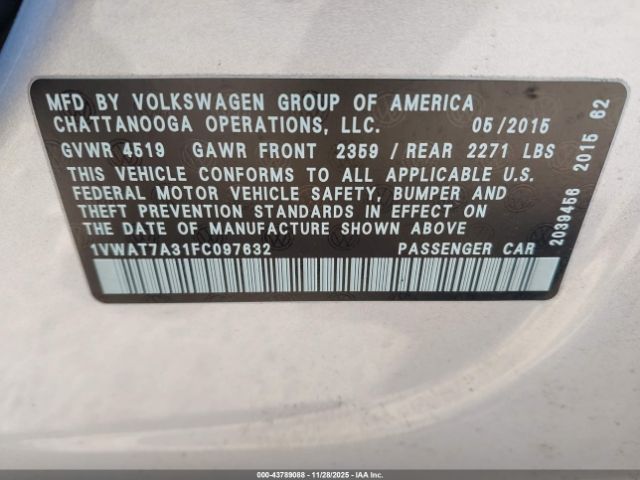 MFD BY VOLKSWAGEN GROUP OF AMERICA
CHATTANOOGA OPERATIONS, LLC. 05/2015
GVWR 4519 GAWR FRONT 2359 / REAR 2271 LBS
THIS VEHICLE CONFORMS TO ALL APPLICABLE U.S.
FEDERAL MOTOR VEHICLE SAFETY, BUMPER AND
THEFT PREVENTION STANDARDS IN EFFECT ON
THE DATE OF MANUFACTURE SHOWN ABOVE
1VWAT7A31FC097632 PASSENGER CAR
2039456 2015 62
000-43789088 - 11/28/2025 - IAAI.com